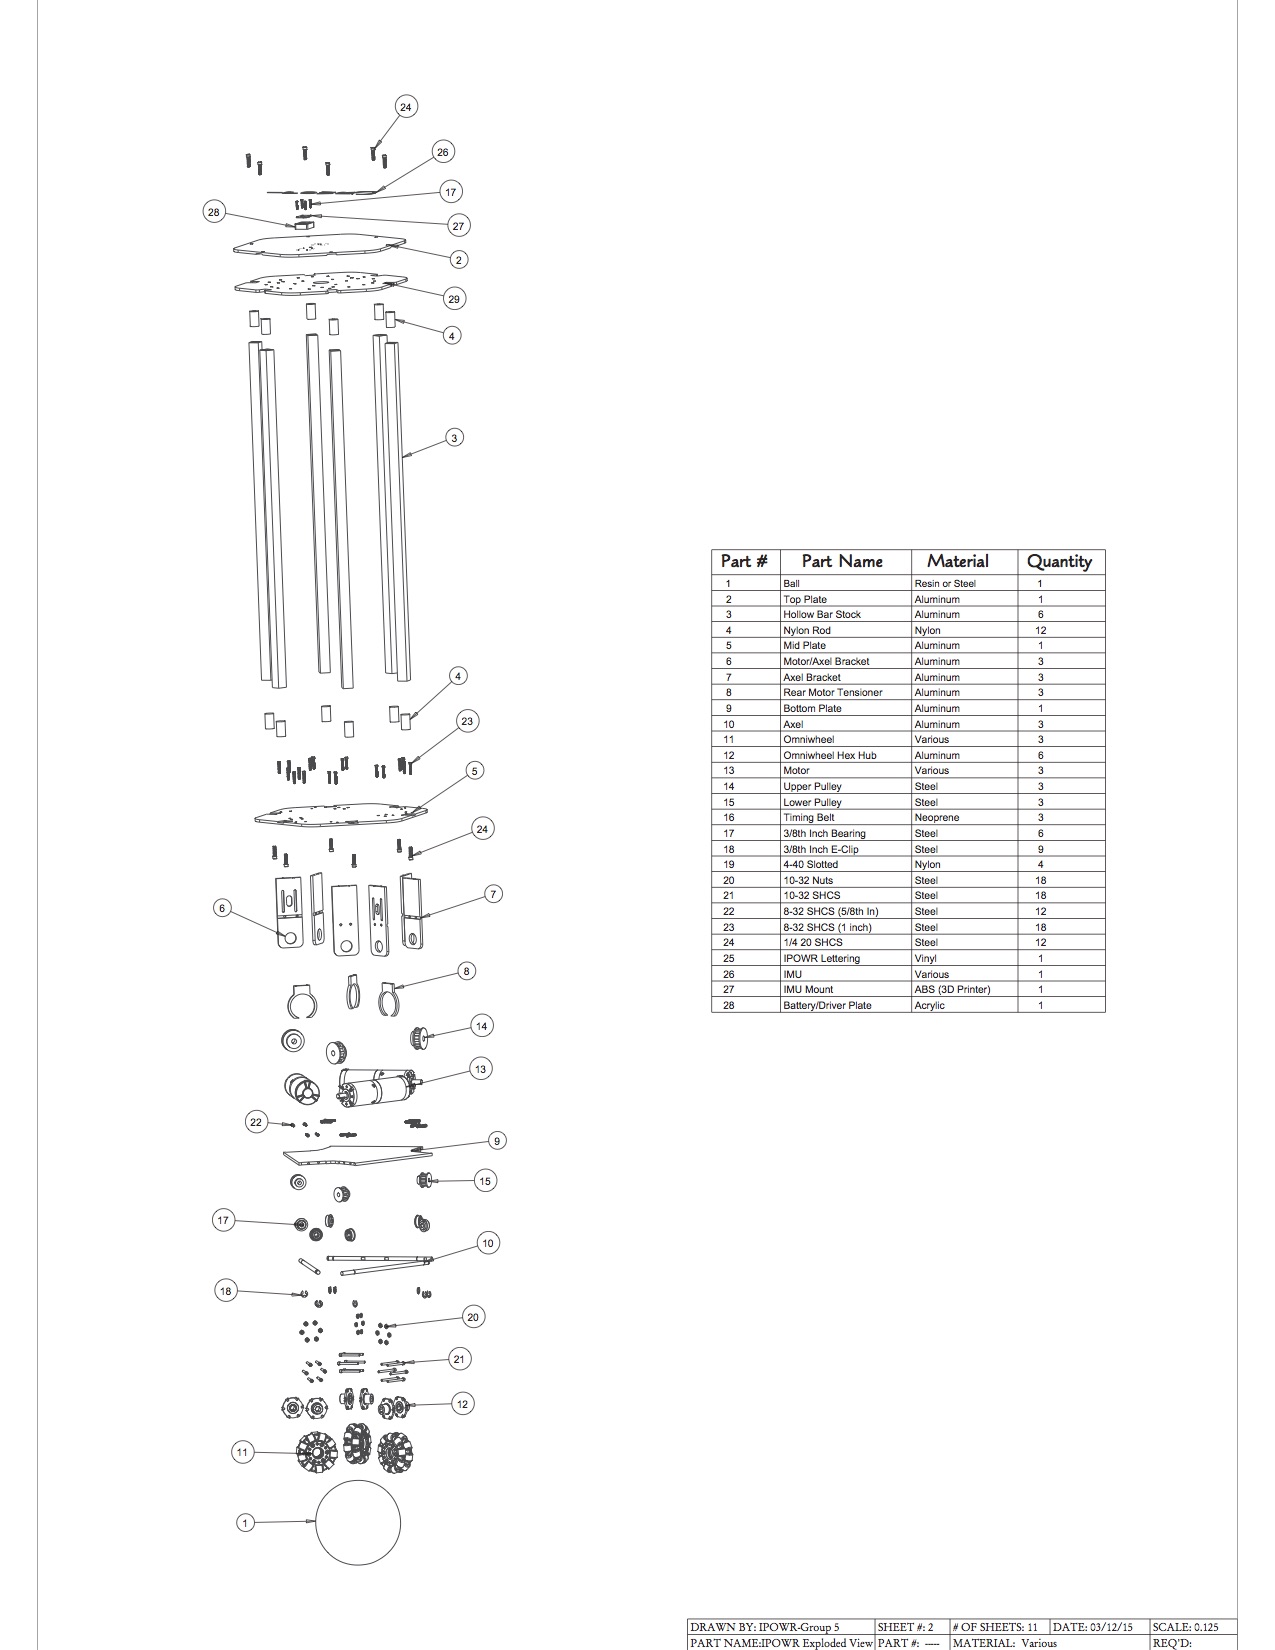 24
26
17
28
27
2
29
4
3
4
23
5
24
7
6
8
14
13
22
9
15
17
10
18
20
21
12
11
1
Part # Part Name Material Quantity
1 Ball Resin or Steel 1
2 Top Plate Aluminum 1
3 Hollow Bar Stock Aluminum 6
4 Nylon Rod Nylon 12
5 Mid Plate Aluminum 1
6 Motor/Axel Bracket Aluminum 3
7 Axel Bracket Aluminum 3
8 Rear Motor Tensioner Aluminum 3
9 Bottom Plate Aluminum 1
10 Axel Aluminum 3
11 Omniwheel Various 3
12 Omniwheel Hex Hub Aluminum 6
13 Motor Various 3
14 Upper Pulley Steel 3
15 Lower Pulley Steel 3
16 Timing Belt Neoprene 3
17 3/8th Inch Bearing Steel 6
18 3/8th Inch E-Clip Steel 9
19 4-40 Slotted Nylon 4
20 10-32 Nuts Steel 18
21 10-32 SHCS Steel 18
22 8-32 SHCS (5/8th In) Steel 12
23 8-32 SHCS (1 inch) Steel 18
24 1/4 20 SHCS Steel 12
25 IPOWR Lettering Vinyl 1
26 IMU Various 1
27 IMU Mount ABS (3D Printer) 1
28 Battery/Driver Plate Acrylic 1
DRAWN BY: IPOWR-Group 5 SHEET #: 2 # OF SHEETS: 11 DATE: 03/12/15 SCALE: 0.125
PART NAME:IPOWR Exploded View PART #: ----- MATERIAL: Various REQ'D: